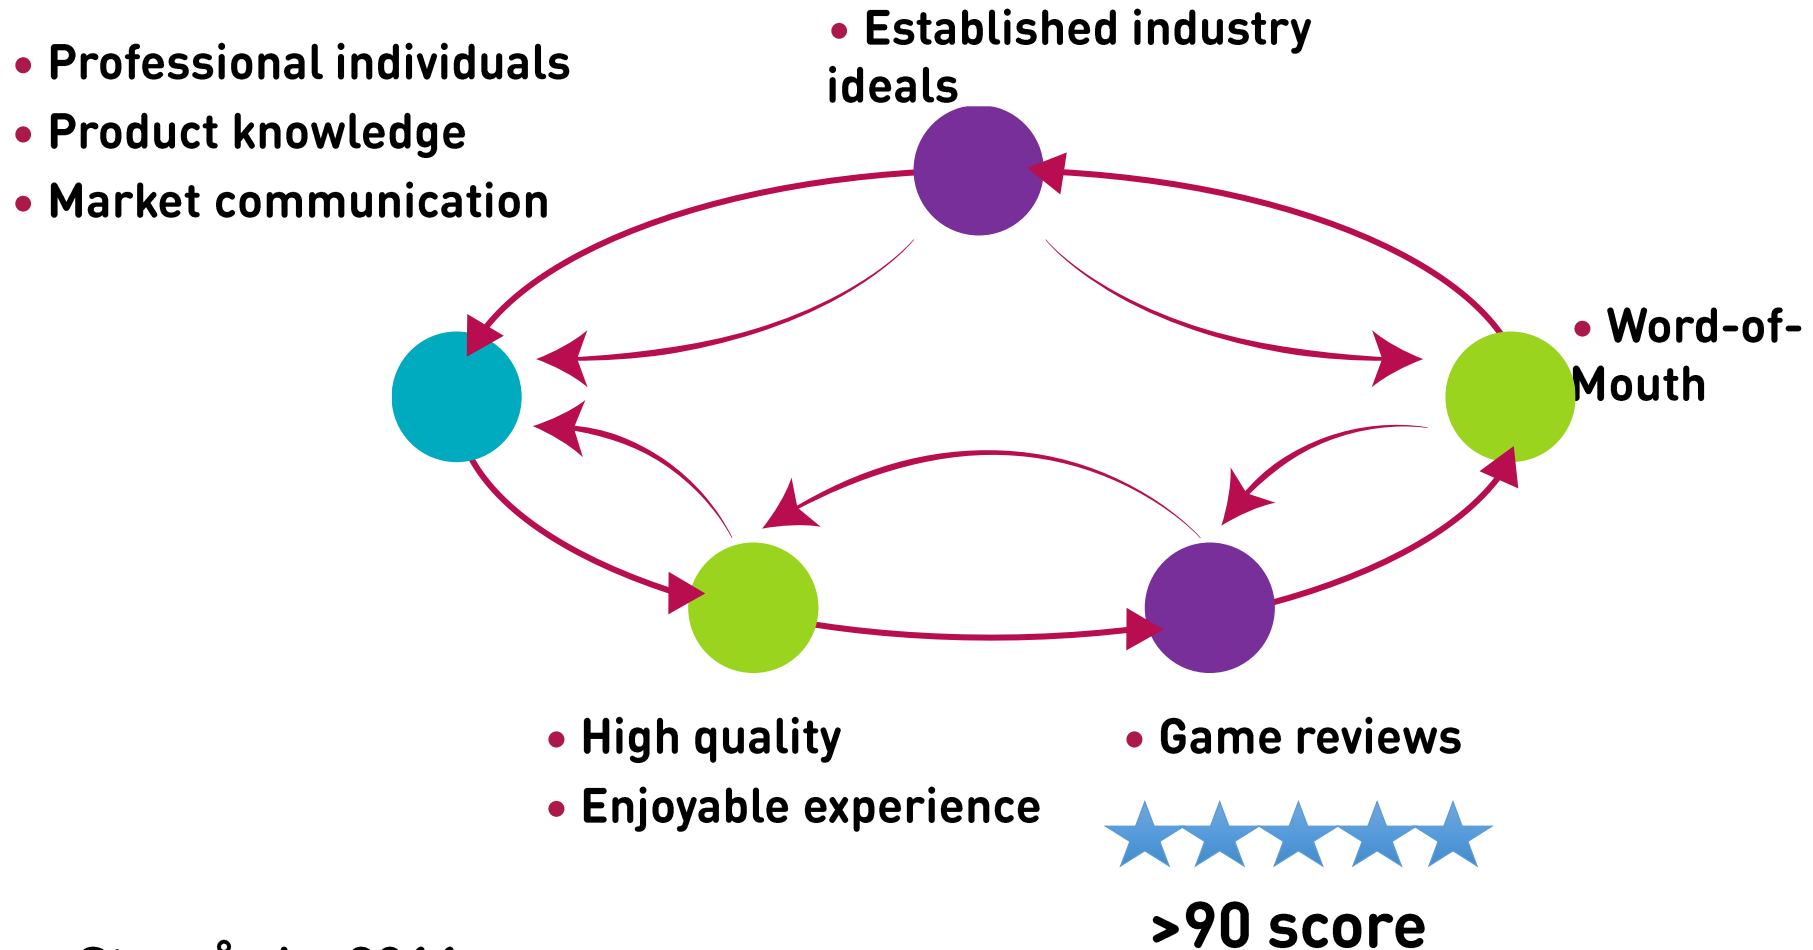 • Professional individuals
• Product knowledge
• Market communication
• Established industry
ideals
• Word-of-
Mouth
• High quality
• Enjoyable experience
• Game reviews
>90 score